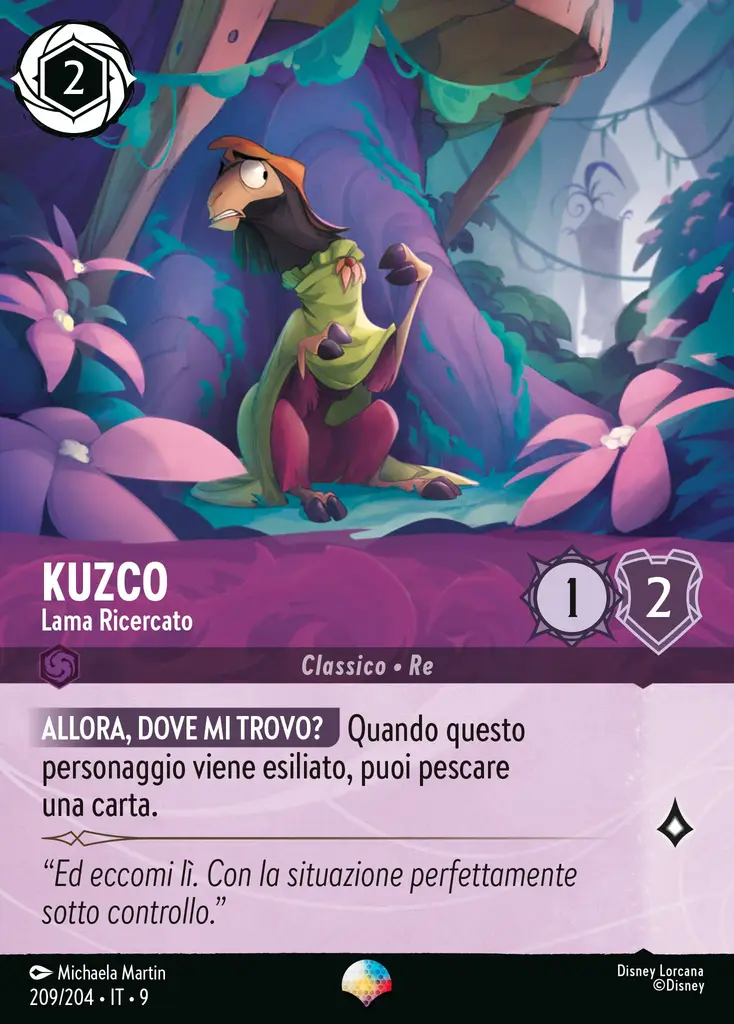 2
KUZCO
Lama Ricercato
1
2
Classico • Re
ALLORA, DOVE MI TROVO? Quando questo
personaggio viene esiliato, puoi pescare
una carta.
“Ed eccomi lì. Con la situazione perfettamente
sotto controllo.”
Michaela Martin
209/204 • IT • 9
Disney Lorcana
©Disney